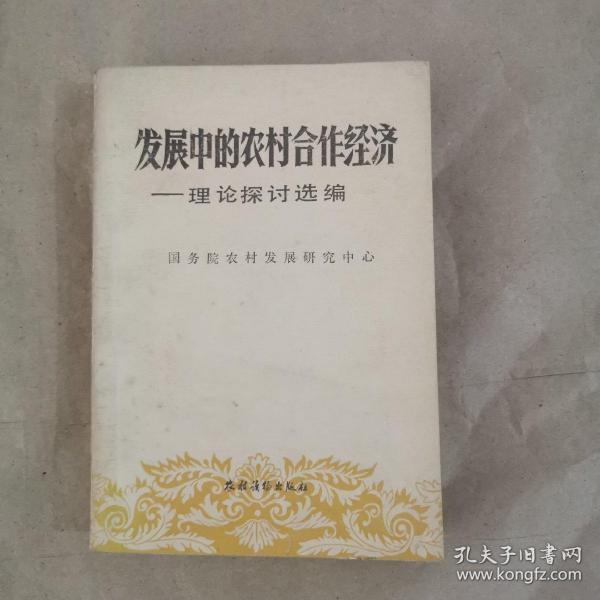 发展中的农村合作经济
——理论探讨选编
国务院农村发展研究中心
农村读物出版社
孔夫子旧书网
www.kongfz.com